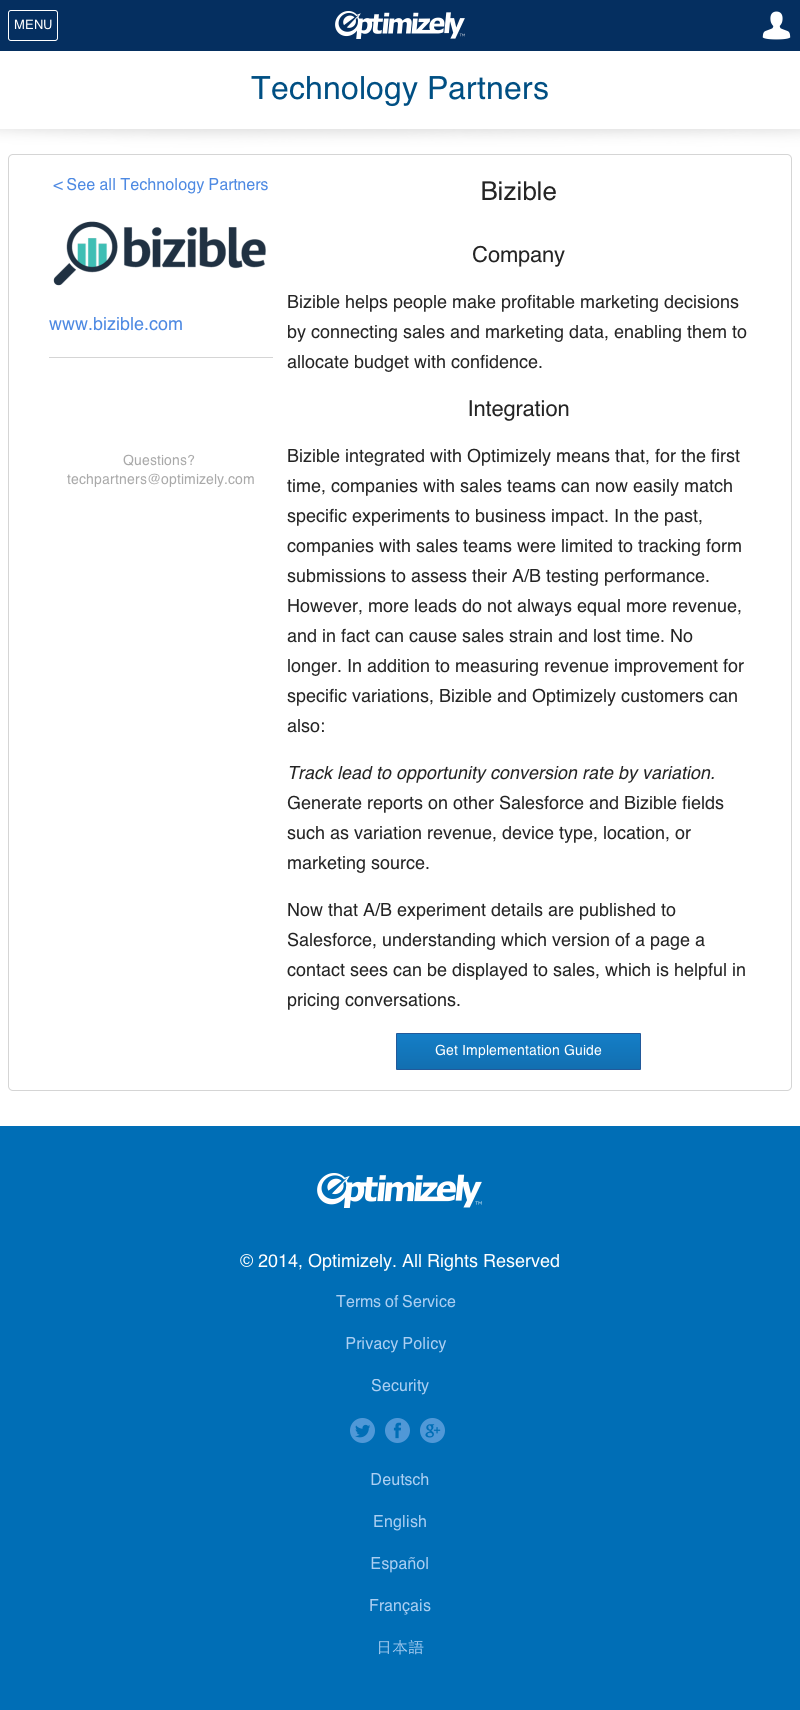 MENU
Optimizely
Technology Partners
< See all Technology Partners
bizible
www.bizible.com
Questions?
techpartners@optimizely.com
Bizible
Company
Bizible helps people make profitable marketing decisions
by connecting sales and marketing data, enabling them to
allocate budget with confidence.
Integration
Bizible integrated with Optimizely means that, for the first
time, companies with sales teams can now easily match
specific experiments to business impact. In the past,
companies with sales teams were limited to tracking form
submissions to assess their A/B testing performance.
However, more leads do not always equal more revenue,
and in fact can cause sales strain and lost time. No
longer. In addition to measuring revenue improvement for
specific variations, Bizible and Optimizely customers can
also:
Track lead to opportunity conversion rate by variation.
Generate reports on other Salesforce and Bizible fields
such as variation revenue, device type, location, or
marketing source.
Now that A/B experiment details are published to
Salesforce, understanding which version of a page a
contact sees can be displayed to sales, which is helpful in
pricing conversations.
Get Implementation Guide
Optimizely
© 2014, Optimizely. All Rights Reserved
Terms of Service
Privacy Policy
Security
Deutsch
English
Español
Français
日本語